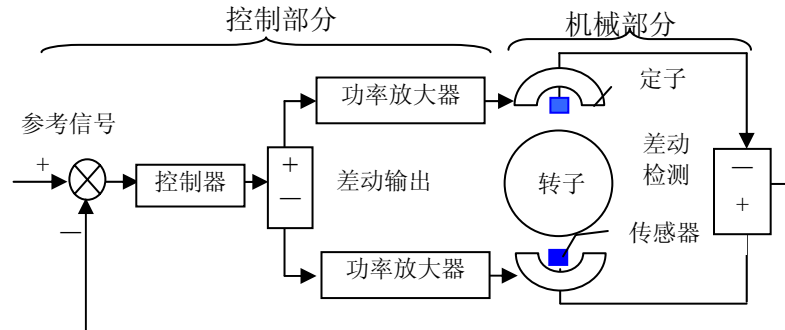 控制部分
机械部分
功率放大器
定子
参考信号
+
控制器
+
—
差动输出
转子
差动
检测
—
+
—
传感器
功率放大器